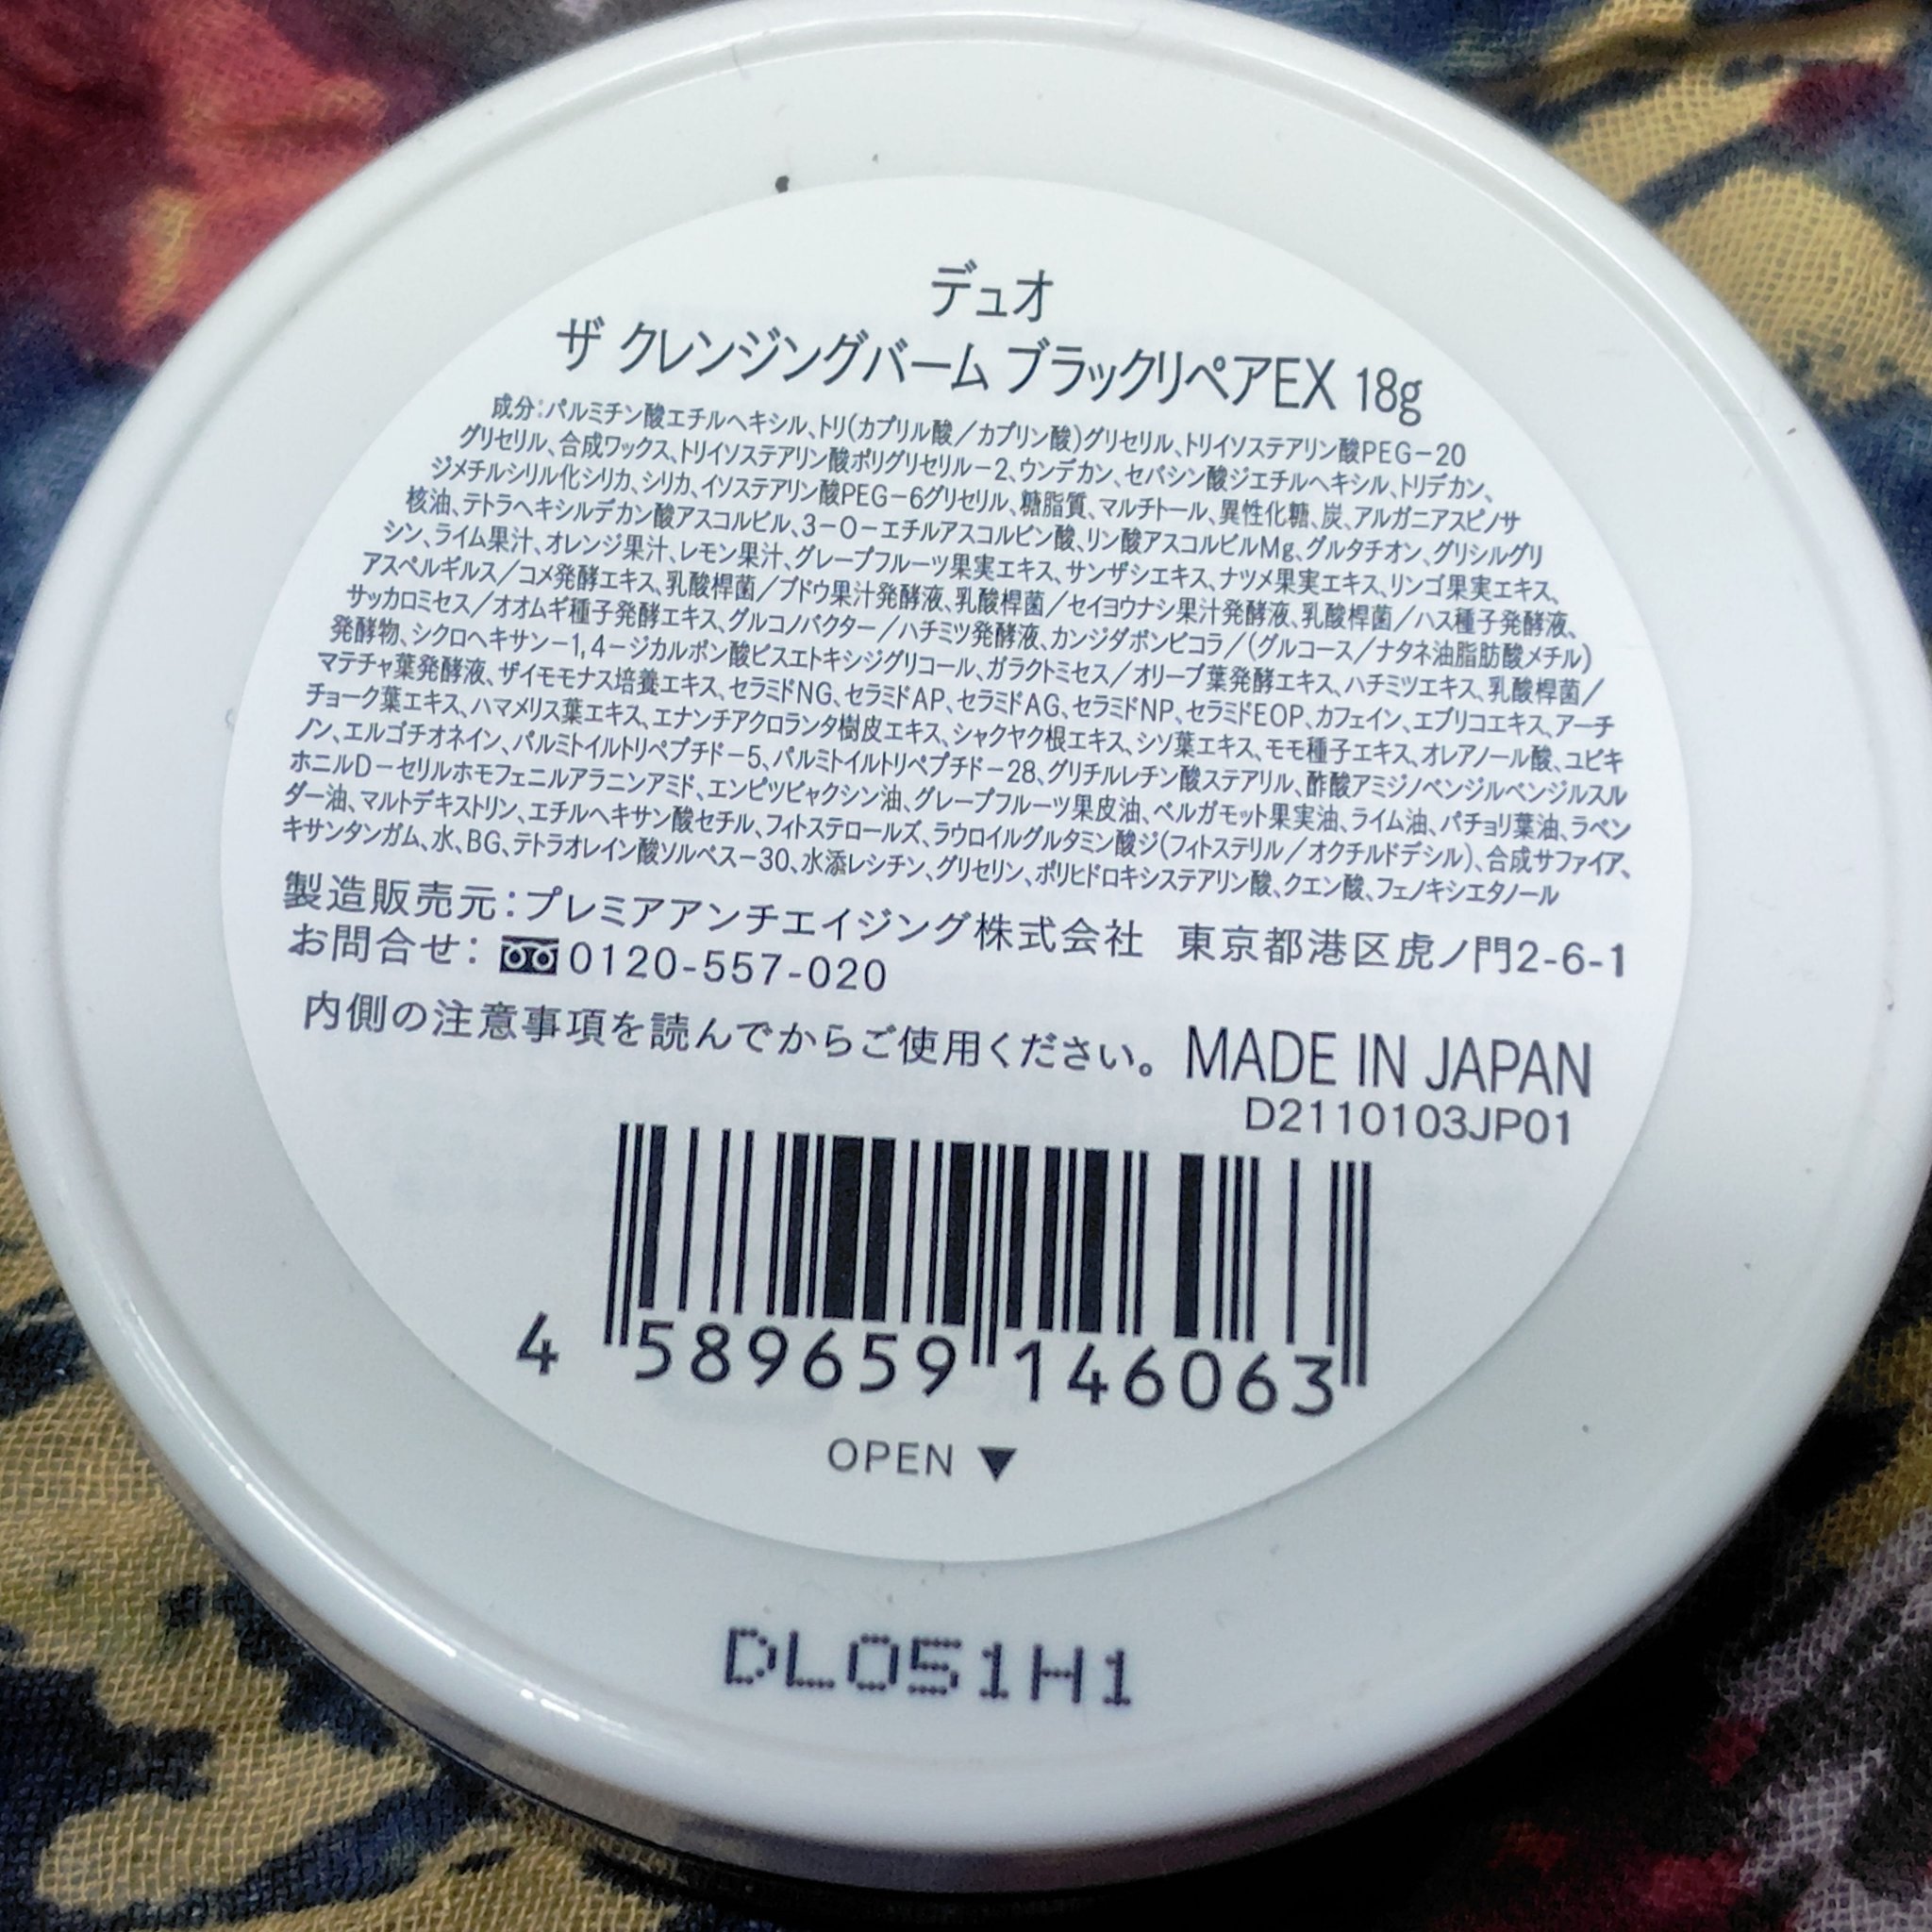 デュオ
ザ クレンジングバーム ブラックリペアEX 18g
成分:パルミチン酸エチルヘキシル、トリ(カプリル酸/カプリン酸)グリセリル、トリイソステアリン酸PEG-20
グリセリル、合成ワックス、トリイソステアリン酸ポリグリセリル-2、ウンデカン、セバシン酸ジエチルヘキシル、トリデカン、
ジメチルシリル化シリカ、シリカ、イソステアリン酸PEG-6グリセリル、糖脂質、マルチトール、異性化糖、炭、アルガニアスピノサ
核油、テトラヘキシルデカン酸アスコルビル、3-O-エチルアスコルビン酸、リン酸アスコルビルMg、グルタチオン、グリシルグリ
シン、ライム果汁、オレンジ果汁、レモン果汁、グレープフルーツ果実エキス、サンザシエキス、ナツメ果実エキス、リンゴ果実エキス、
アスペルギルス/コメ発酵エキス、乳酸桿菌/ブドウ果汁発酵液、乳酸桿菌/セイヨウナシ果汁発酵液、乳酸桿菌/ハス種子発酵液、
サッカロミセス/オオムギ種子発酵エキス、グルコノバクター/ハチミツ発酵液、カンジダボンビコラ/(グルコース/ナタネ油脂肪酸メチル)
発酵物、シクロヘキサン-1,4-ジカルボン酸ビスエトキシジグリコール、ガラクトミセス/オリーブ葉発酵エキス、ハチミツエキス、乳酸桿菌/
マテチャ葉発酵液、ザイモモナス培養エキス、セラミドNG、セラミドAP、セラミドAG、セラミドNP、セラミドEOP、カフェイン、エブリコエキス、アーチ
チョーク葉エキス、ハマメリス葉エキス、エナンチアクロランタ樹皮エキス、シャクヤク根エキス、シソ葉エキス、モモ種子エキス、オレアノール酸、ユビキ
ノン、エルゴチオネイン、パルミトイルトリペプチド-5、パルミトイルトリペプチド-28、グリチルレチン酸ステアリル、酢酸アミジノベンジルベンジルスル
ホニルD-セリルホモフェニルアラニンアミド、エンピツビャクシン油、グレープフルーツ果皮油、ベルガモット果実油、ライム油、パチョリ葉油、ラベン
ダー油、マルトデキストリン、エチルヘキサン酸セチル、フィトステロールズ、ラウロイルグルタミン酸ジ(フィトステリル/オクチルドデシル)、合成サファイア、
キサンタンガム、水、BG、テトラオレイン酸ソルベス-30、水添レシチン、グリセリン、ポリヒドロキシステアリン酸、クエン酸、フェノキシエタノール
製造販売元:プレミアアンチエイジング株式会社 東京都港区虎ノ門2-6-1
お問合せ: 0120-557-020
内側の注意事項を読んでからご使用ください。 MADE IN JAPAN
D2110103JP01
4 589659 146063
OPEN ▼
DL051H1